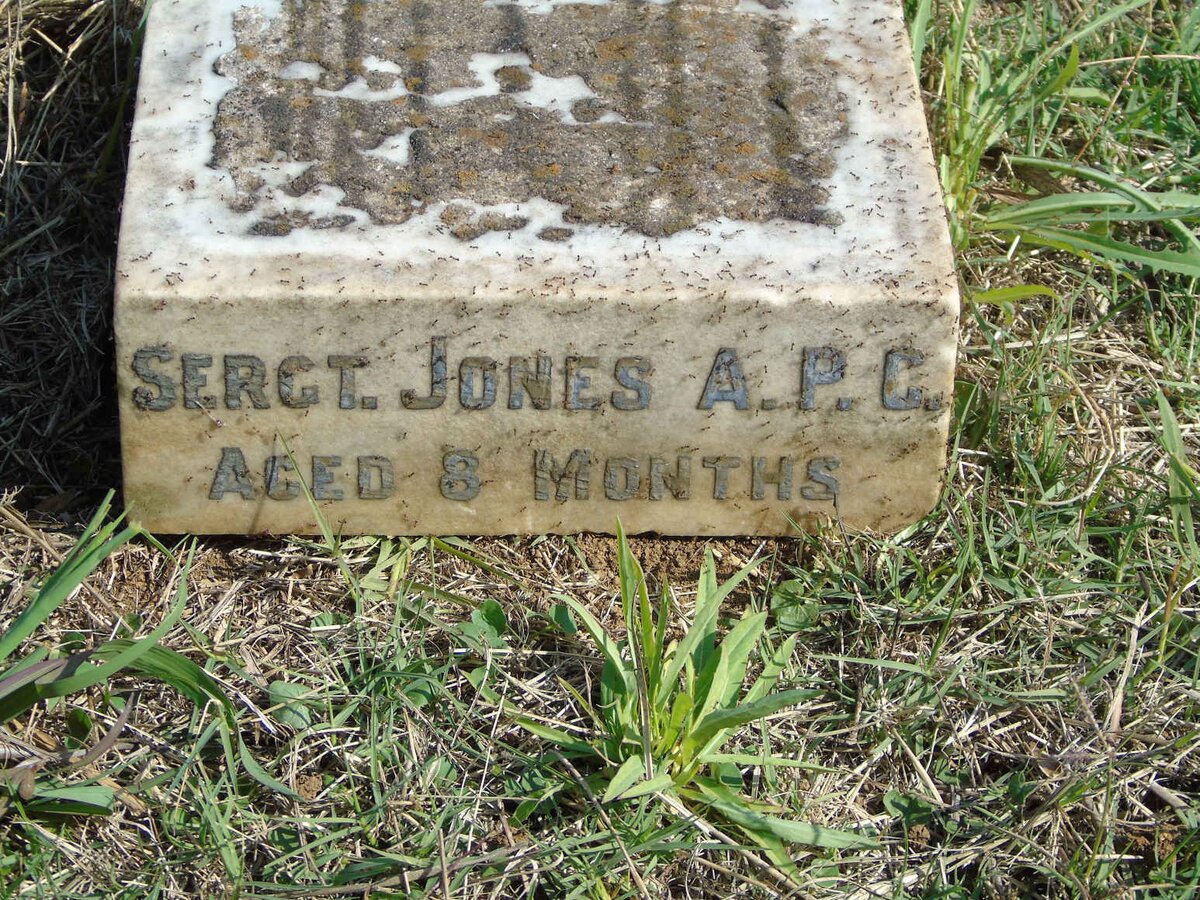 SERGT. JONES A.P.C.
AGED 8 MONTHS